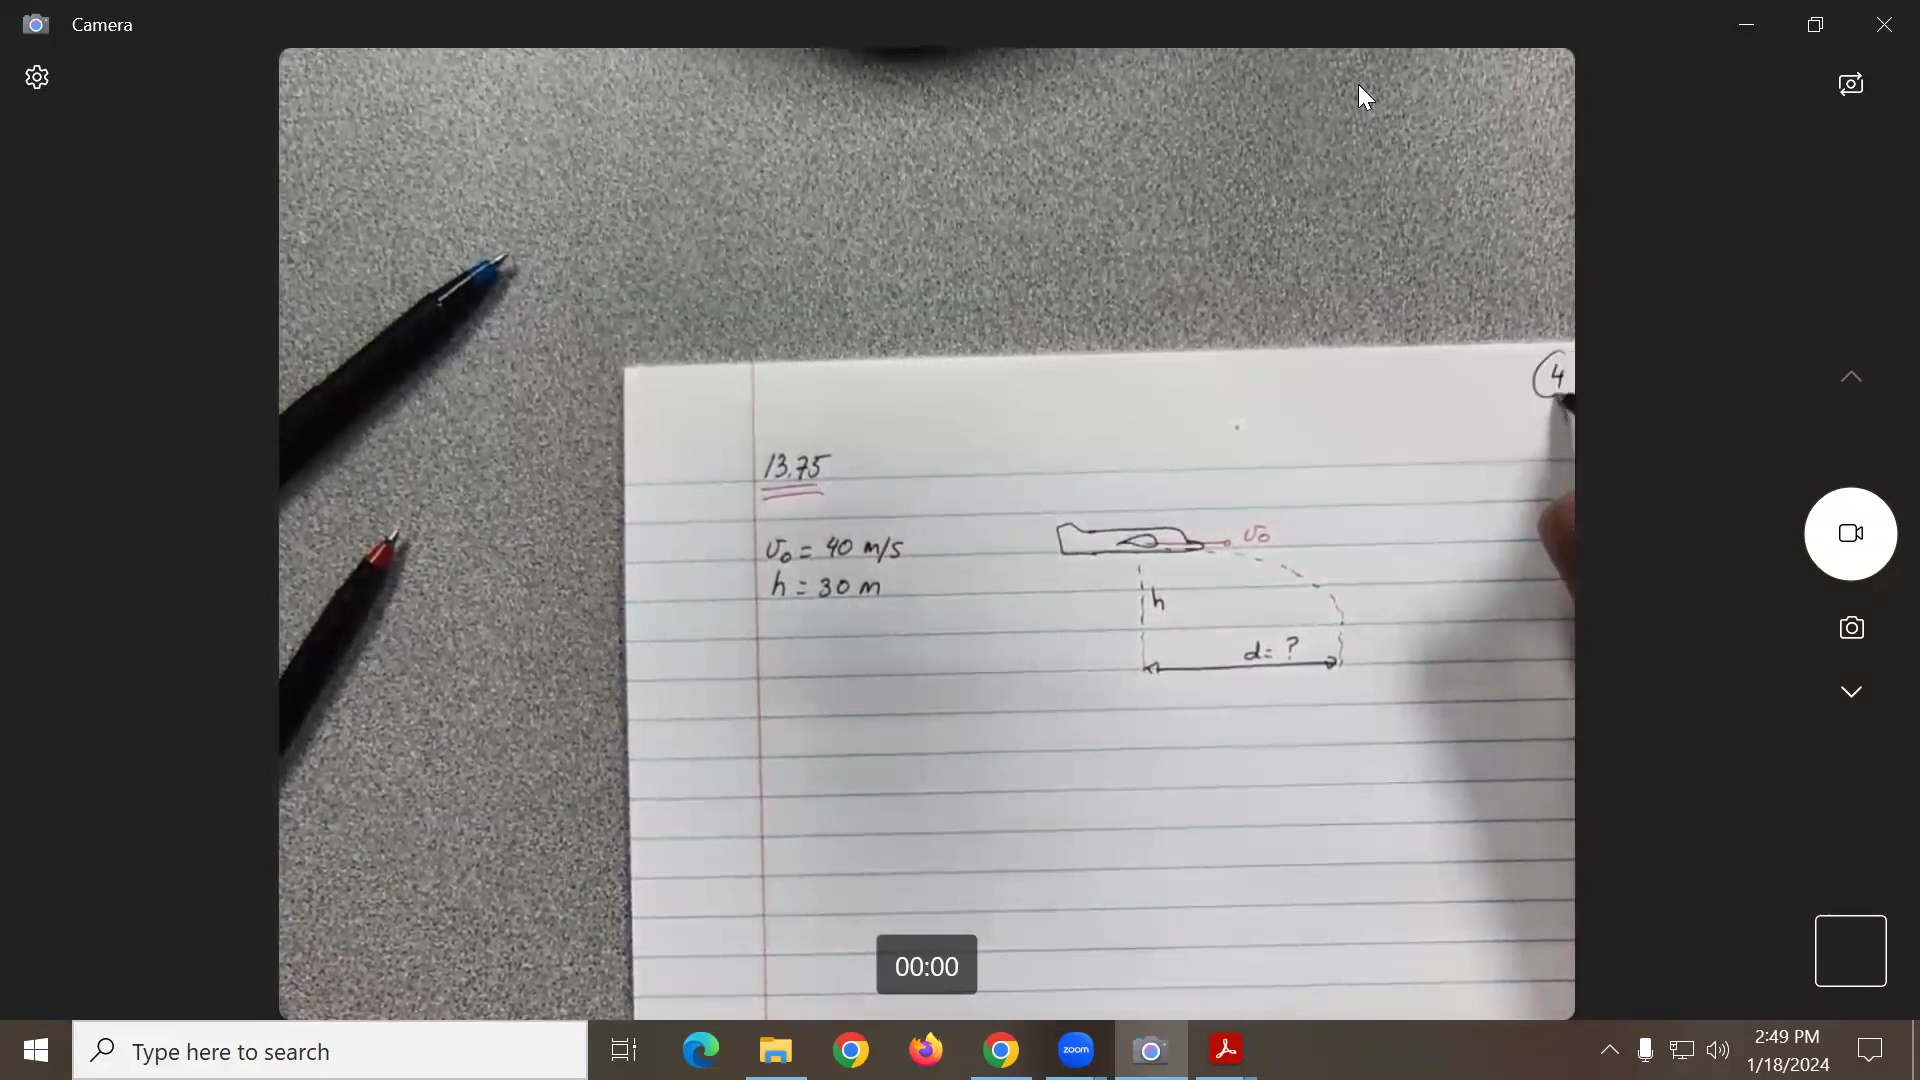 Camera
4
13.75
v₀ = 40 m/s
h = 30 m
v₀
h
d = ?
00:00
Type here to search
zoom
2:49 PM
1/18/2024